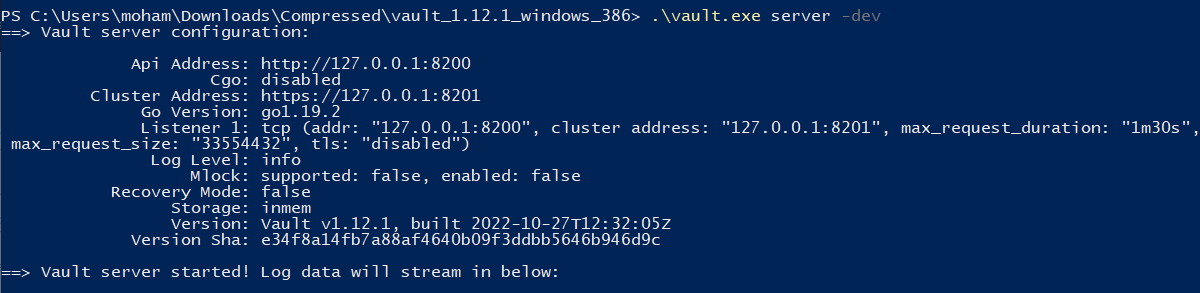 PS C:\Users\moham\Downloads\Compressed\vault_1.12.1_windows_386> .\vault.exe server -dev
==> Vault server configuration:
Api Address: http://127.0.0.1:8200
Cgo: disabled
Cluster Address: https://127.0.0.1:8201
Go Version: go1.19.2
Listener 1: tcp (addr: "127.0.0.1:8200", cluster address: "127.0.0.1:8201", max_request_duration: "1m30s",
max_request_size: "33554432", tls: "disabled")
Log Level: info
Mlock: supported: false, enabled: false
Recovery Mode: false
Storage: inmem
Version: Vault v1.12.1, built 2022-10-27T12:32:05Z
Version Sha: e34f8a14fb7a88af4640b09f3ddbb5646b946d9c
==> Vault server started! Log data will stream in below: